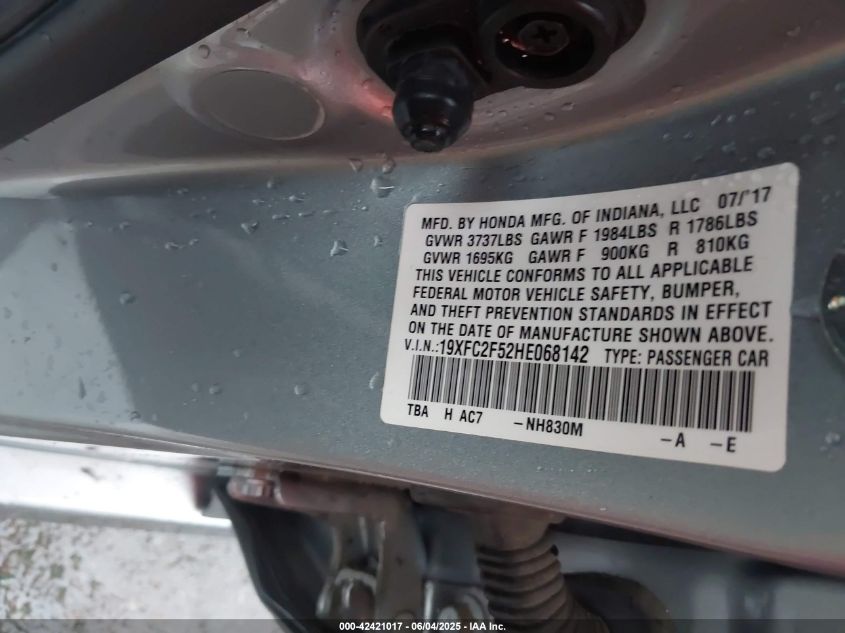 MFD. BY HONDA MFG. OF INDIANA, LLC 07/'17
GVWR 3737LBS GAWR F 1984LBS R 1786LBS
GVWR 1695KG GAWR F 900KG R 810KG
THIS VEHICLE CONFORMS TO ALL APPLICABLE
FEDERAL MOTOR VEHICLE SAFETY, BUMPER,
AND THEFT PREVENTION STANDARDS IN EFFECT
ON THE DATE OF MANUFACTURE SHOWN ABOVE.
V.I.N.:19XFC2F52HE068142 TYPE: PASSENGER CAR
TBA H AC7 -NH830M -A -E
000-42421017 - 06/04/2025 - IAA Inc.